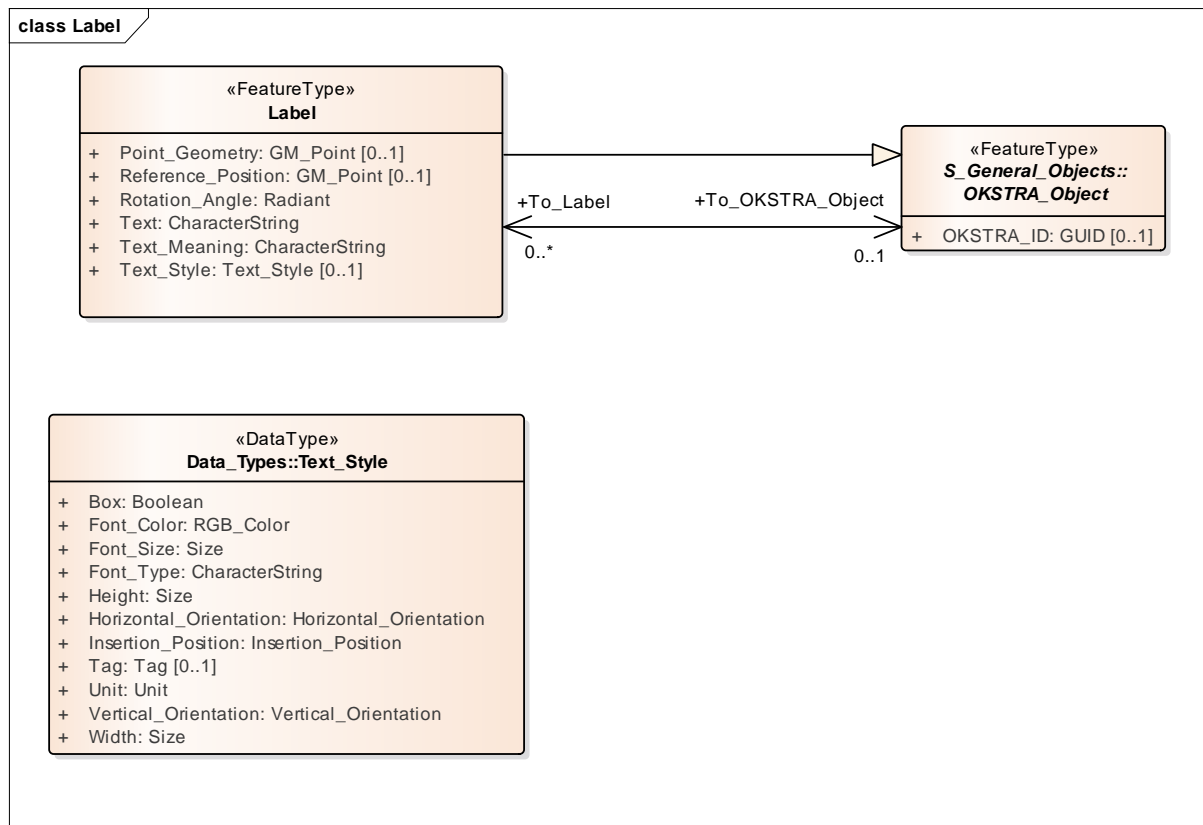 class Label
«FeatureType»
Label
+ Point_Geometry: GM_Point [0..1]
+ Reference_Position: GM_Point [0..1]
+ Rotation_Angle: Radiant
+ Text: CharacterString
+ Text_Meaning: CharacterString
+ Text_Style: Text_Style [0..1]
+To_Label
0..*
+To_OKSTRA_Object
0..1
«FeatureType»
S_General_Objects::
OKSTRA_Object
+ OKSTRA_ID: GUID [0..1]
«DataType»
Data_Types::Text_Style
+ Box: Boolean
+ Font_Color: RGB_Color
+ Font_Size: Size
+ Font_Type: CharacterString
+ Height: Size
+ Horizontal_Orientation: Horizontal_Orientation
+ Insertion_Position: Insertion_Position
+ Tag: Tag [0..1]
+ Unit: Unit
+ Vertical_Orientation: Vertical_Orientation
+ Width: Size